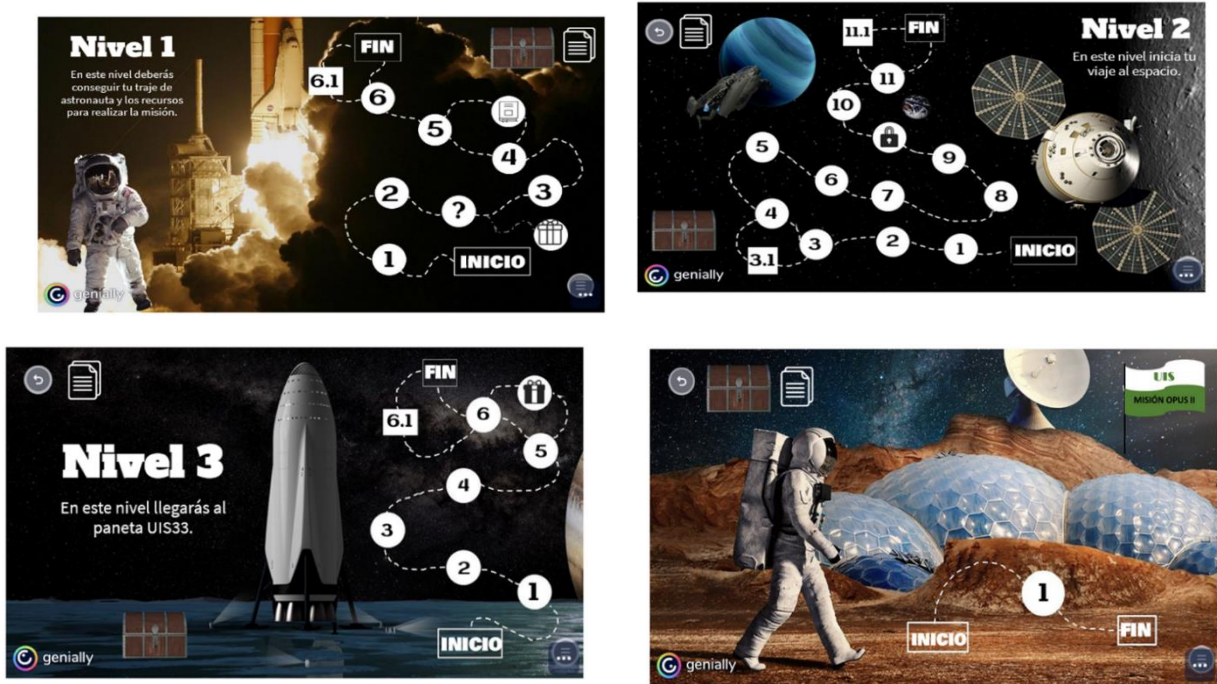 Nivel 1
En este nivel deberás
conseguir tu traje de
astronauta y los recursos
para realizar la misión.
FIN
6.1
6
5
4
3
?
2
1
INICIO
genially
Nivel 2
En este nivel inicia tu
viaje al espacio.
11.1
FIN
11
10
9
8
7
6
5
4
3.1
3
2
1
INICIO
genially
Nivel 3
En este nivel llegarás al
paneta UIS33.
FIN
6.1
6
5
4
3
2
1
INICIO
genially
UIS
MISIÓN OPUS II
1
INICIO
FIN
genially